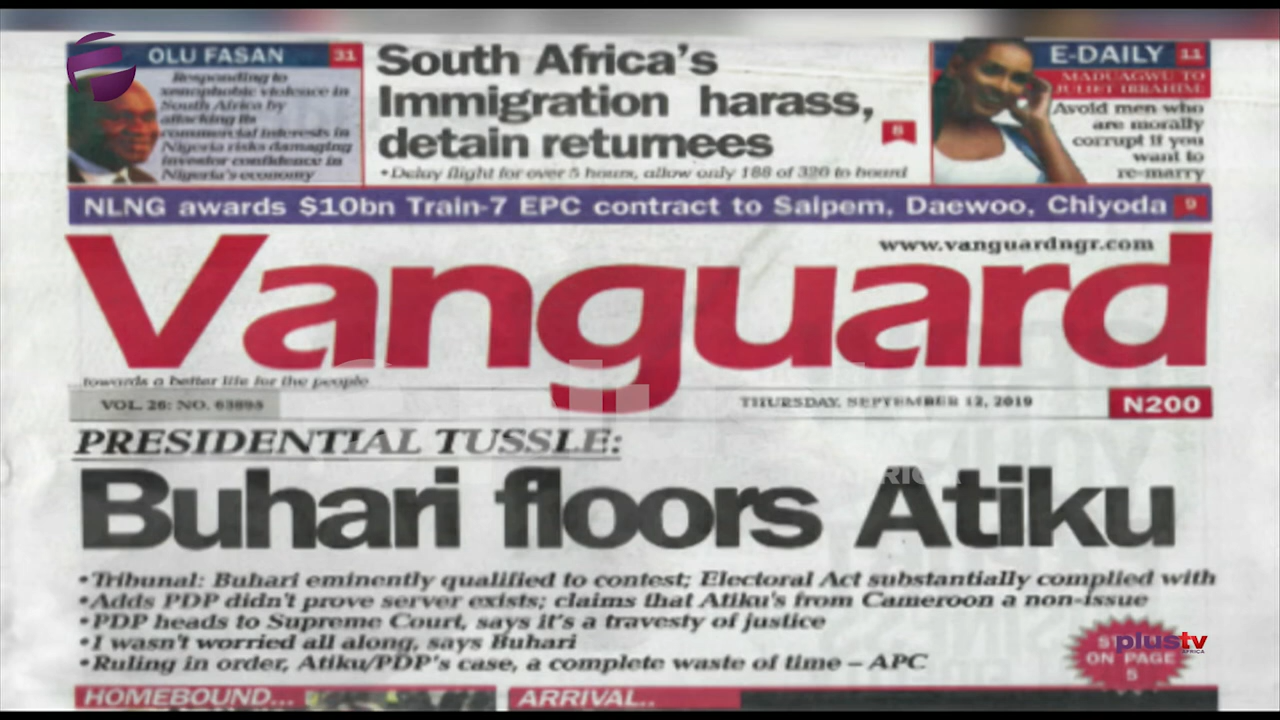 OLU FASAN 31
Responding to
xenophobic violence in
South Africa by
attacking its
commercial interests in
Nigeria risks damaging
investor confidence in
Nigeria's economy
South Africa's
Immigration harass,
detain returnees
•Delay flight for over 5 hours, allow only 188 of 320 to board
E-DAILY 11
MADUAGWU TO
JULIET IBRAHIM:
Avoid men who
are morally
corrupt if you
want to
re-marry
NLNG awards $10bn Train-7 EPC contract to Saipem, Daewoo, Chiyoda 9
www.vanguardngr.com
Vanguard
towards a better life for the people
VOL. 26: NO.
THURSDAY, SEPTEMBER 12, 2019
N200
PRESIDENTIAL TUSSLE:
Buhari floors Atiku
•Tribunal: Buhari eminently qualified to contest; Electoral Act substantially complied with
•Adds PDP didn't prove server exists; claims that Atiku's from Cameroon a non-issue
•PDP heads to Supreme Court, says it's a travesty of justice
•I wasn't worried all along, says Buhari
•Ruling in order, Atiku/PDP's case, a complete waste of time – APC
plustv
AFRICA
ON PAGE
5
HOMEBOUND...
ARRIVAL..